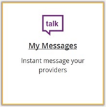 talk
My Messages
Instant message your
providers